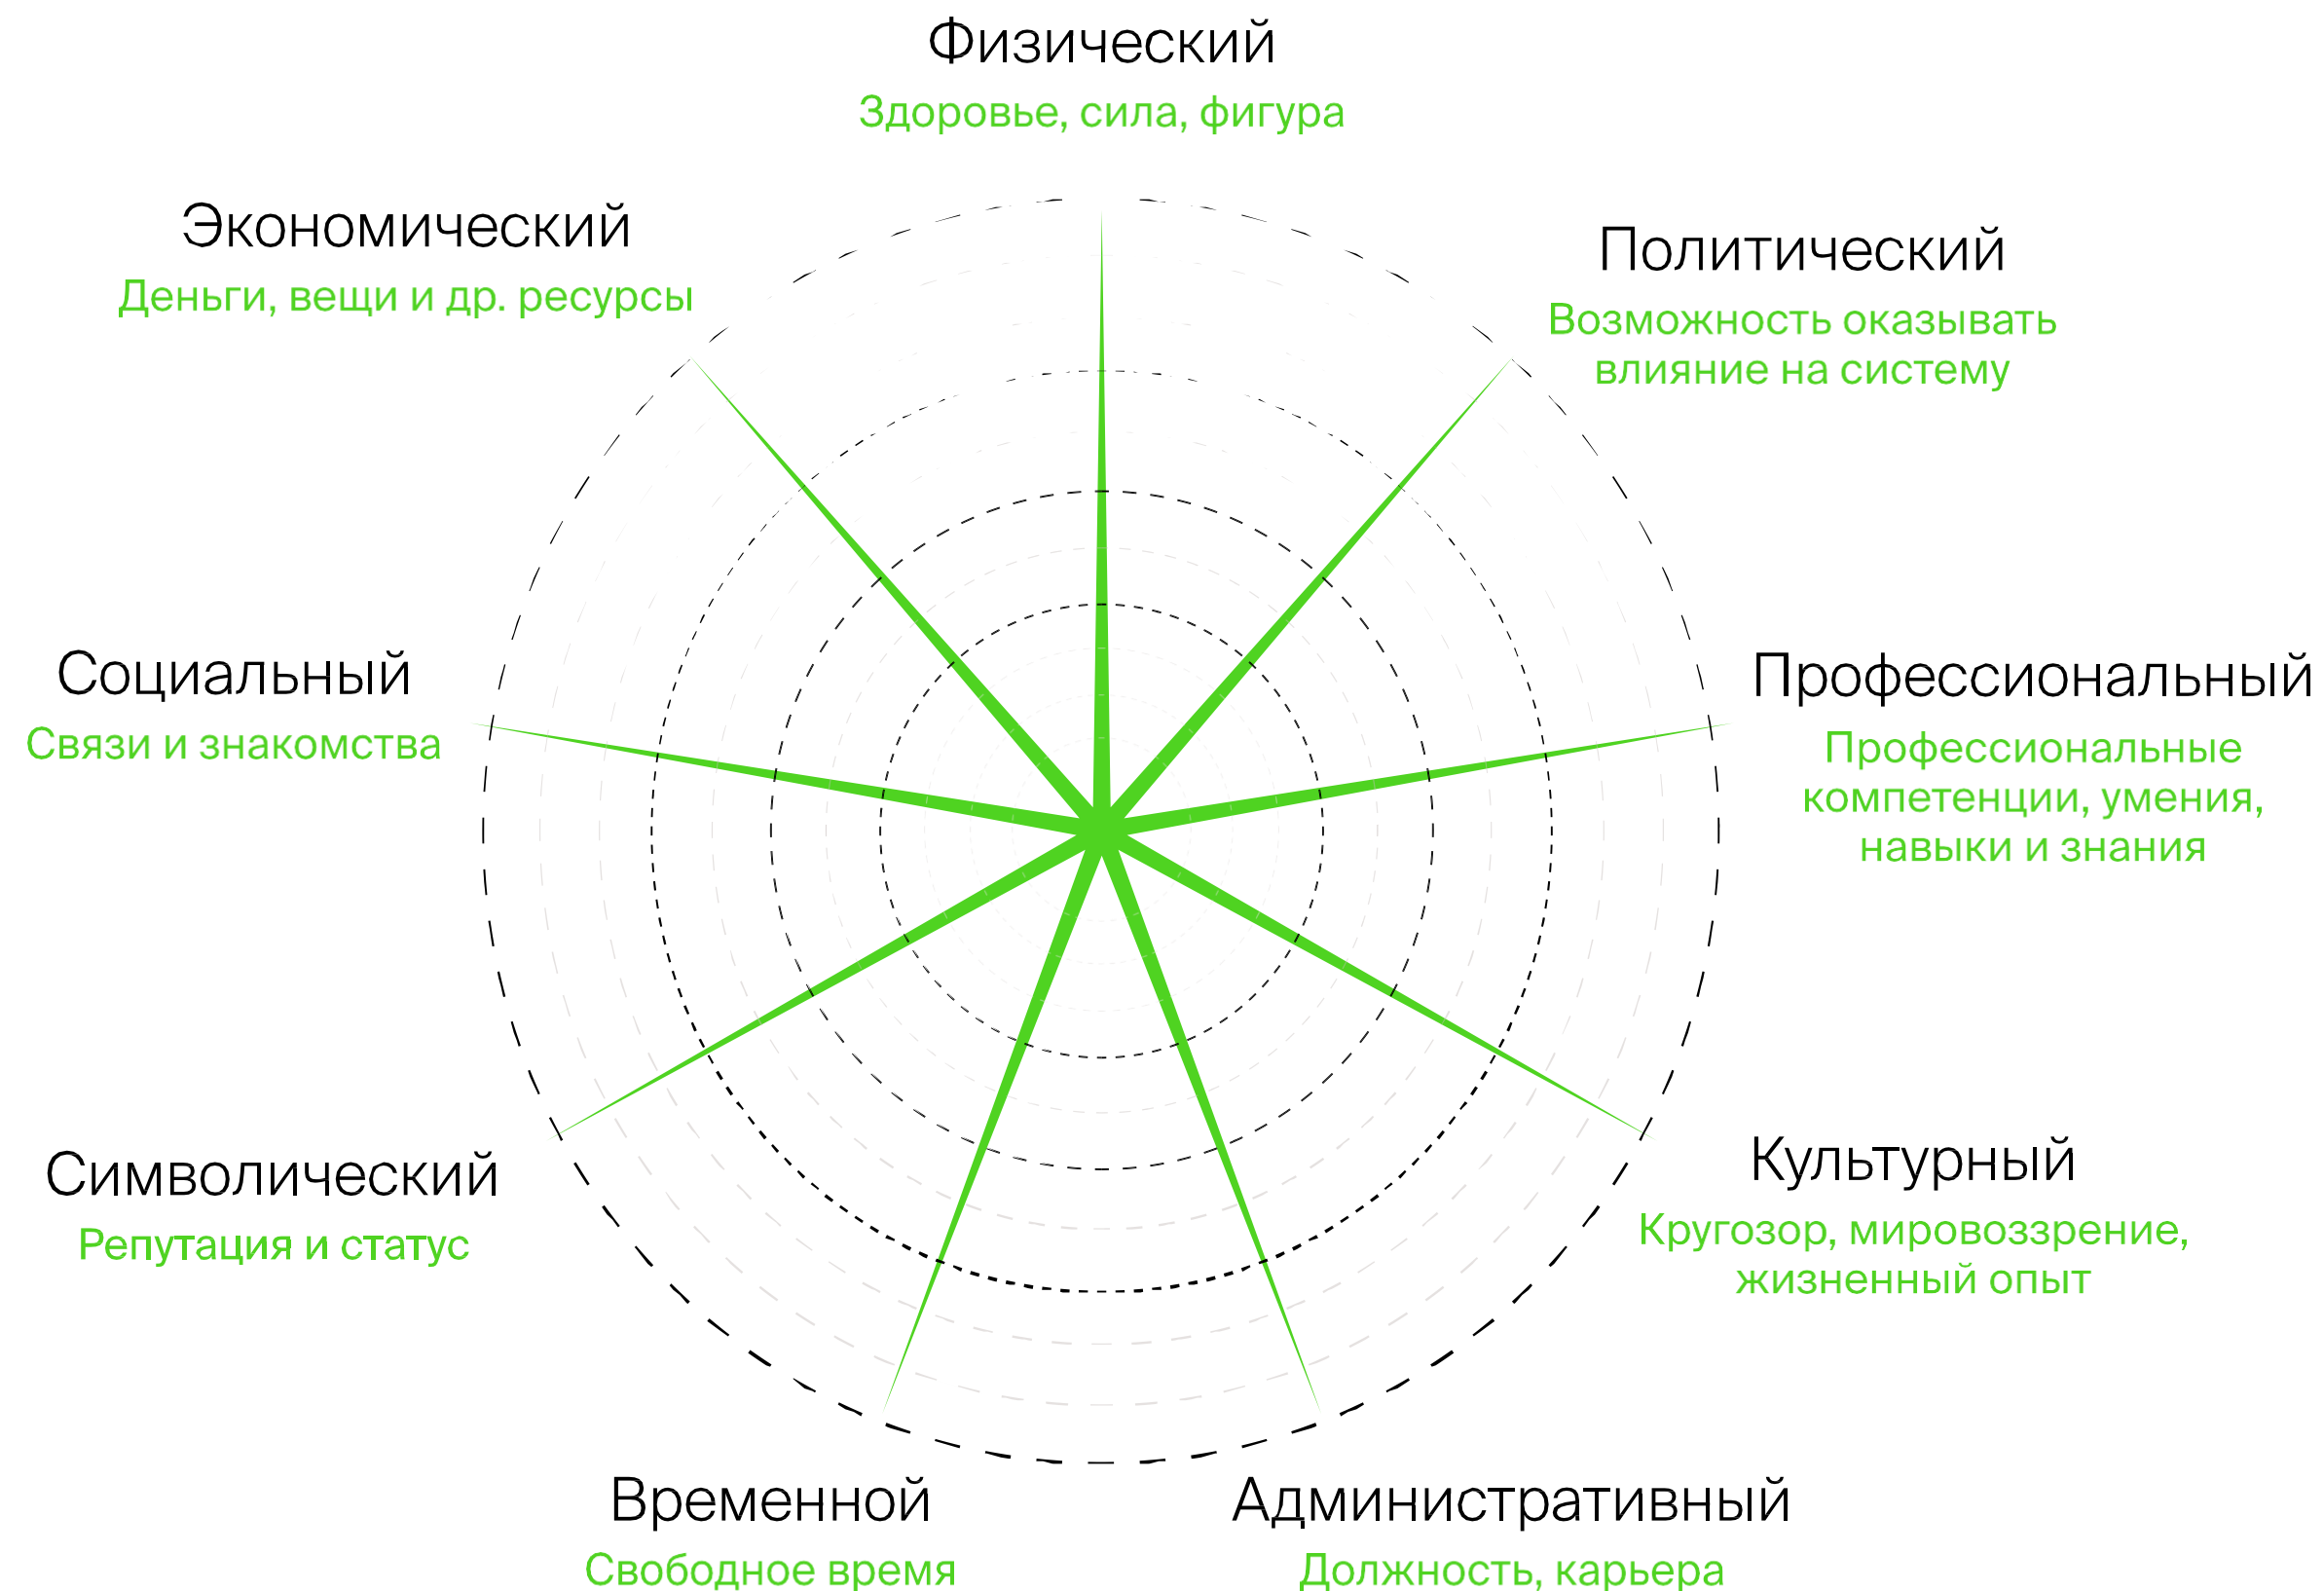 Физический
Здоровье, сила, фигура
Экономический
Деньги, вещи и др. ресурсы
Политический
Возможность оказывать
влияние на систему
Социальный
Связи и знакомства
Профессиональный
Профессиональные
компетенции, умения,
навыки и знания
Символический
Репутация и статус
Культурный
Кругозор, мировоззрение,
жизненный опыт
Временной
Свободное время
Административный
Должность, карьера